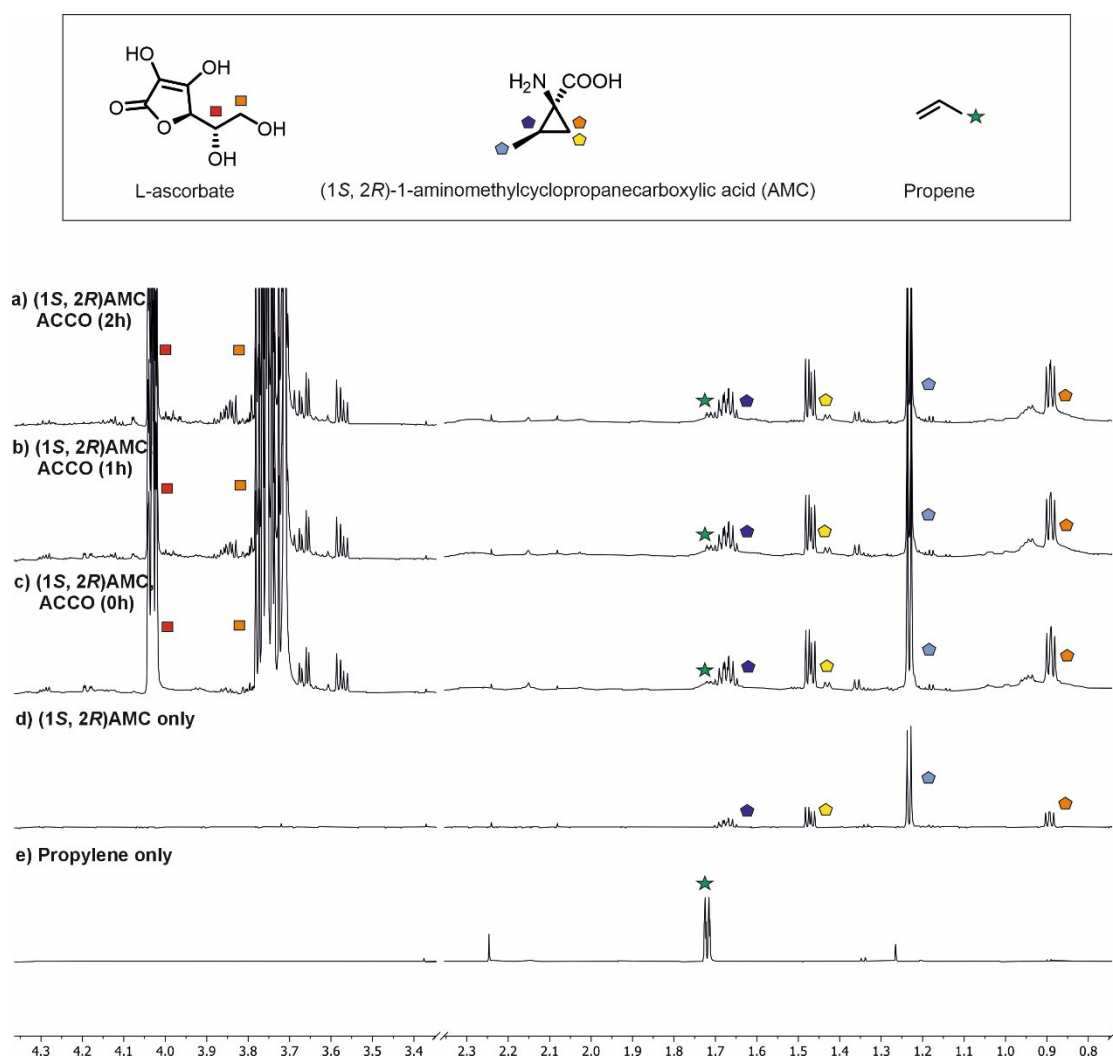 HO
OH
O
O
OH
OH
H₂N
COOH
1
2
L-ascorbate
(1S, 2R)-1-aminomethylcyclopropanecarboxylic acid (AMC)
Propene
a) (1S, 2R)AMC,
ACCO (2h)
b) (1S, 2R)AMC
ACCO (1h)
c) (1S, 2R)AMC,
ACCO (0h)
d) (1S, 2R)AMC only
e) Propylene only
4.3 4.2 4.1 4.0 3.9 3.8 3.7 3.6 3.5 3.4 2.3 2.2 2.1 2.0 1.9 1.8 1.7 1.6 1.5 1.4 1.3 1.2 1.1 1.0 0.9 0.8